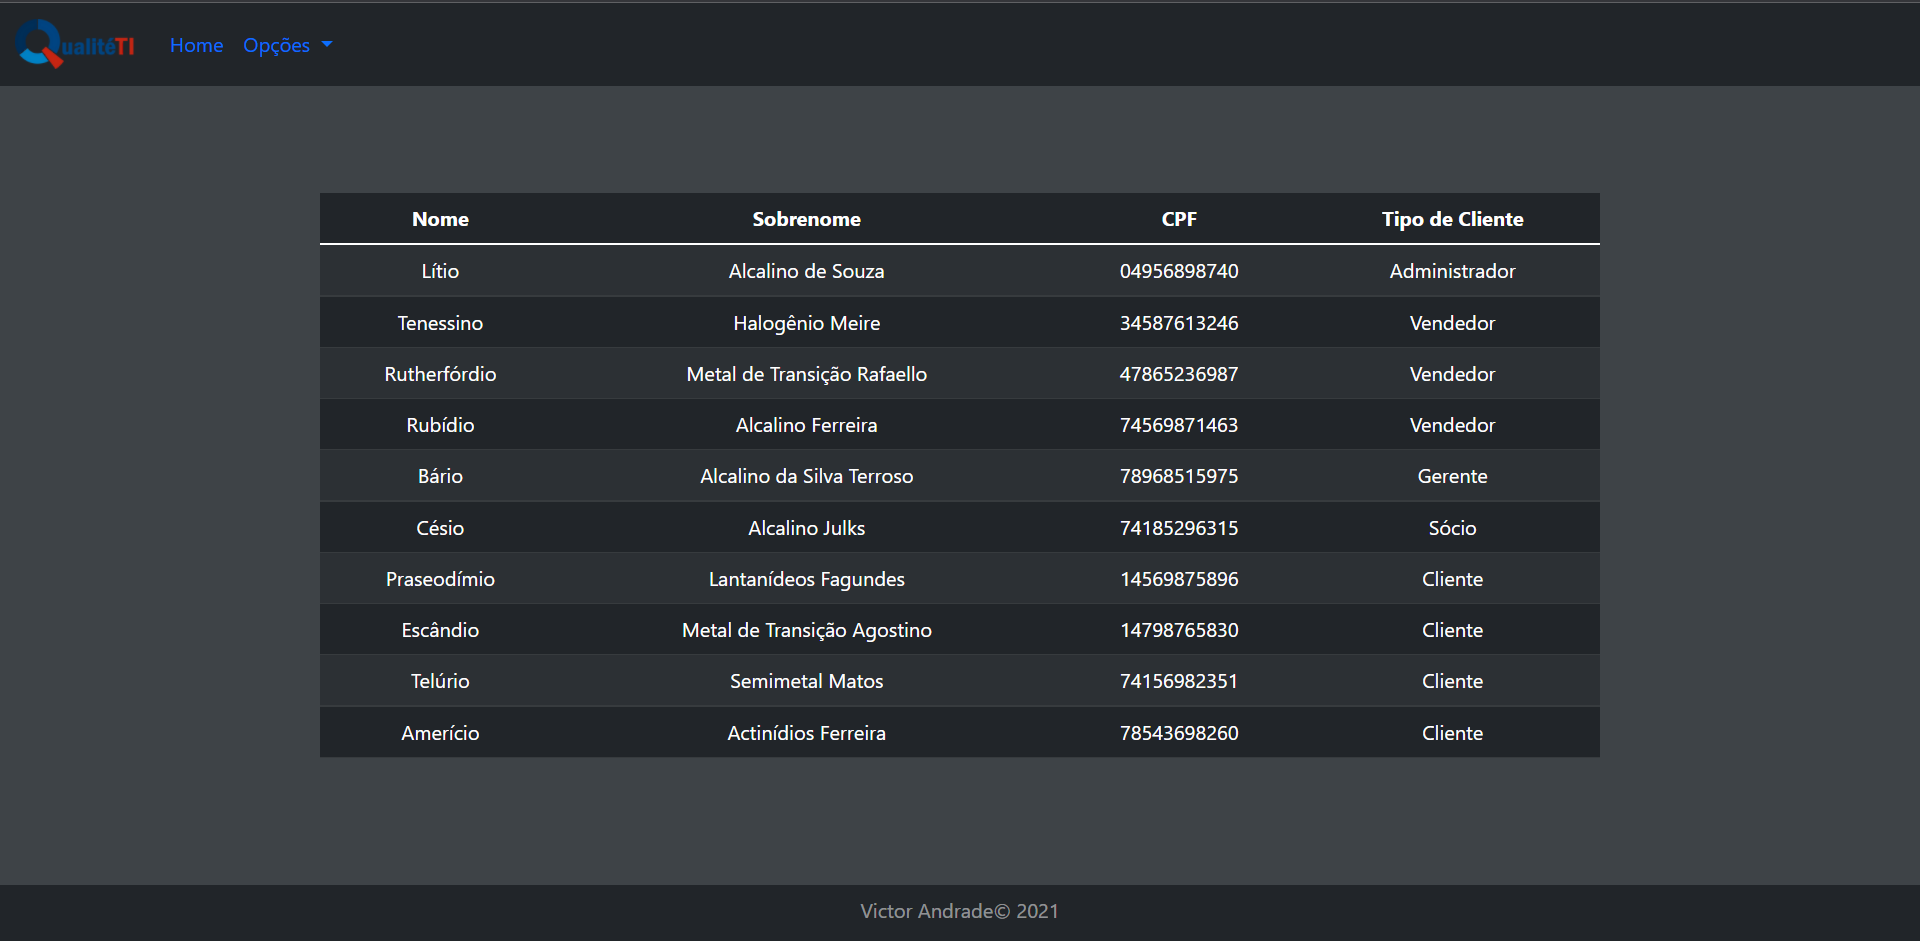 QualitéTI Home Opções
Nome Sobrenome CPF Tipo de Cliente
Lítio Alcalino de Souza 04956898740 Administrador
Tenessino Halogênio Meire 34587613246 Vendedor
Rutherfórdio Metal de Transição Rafaello 47865236987 Vendedor
Rubídio Alcalino Ferreira 74569871463 Vendedor
Bário Alcalino da Silva Terroso 78968515975 Gerente
Césio Alcalino Julks 74185296315 Sócio
Praseodímio Lantanídeos Fagundes 14569875896 Cliente
Escândio Metal de Transição Agostino 14798765830 Cliente
Telúrio Semimetal Matos 74156982351 Cliente
Amerício Actinídios Ferreira 78543698260 Cliente
Victor Andrade© 2021